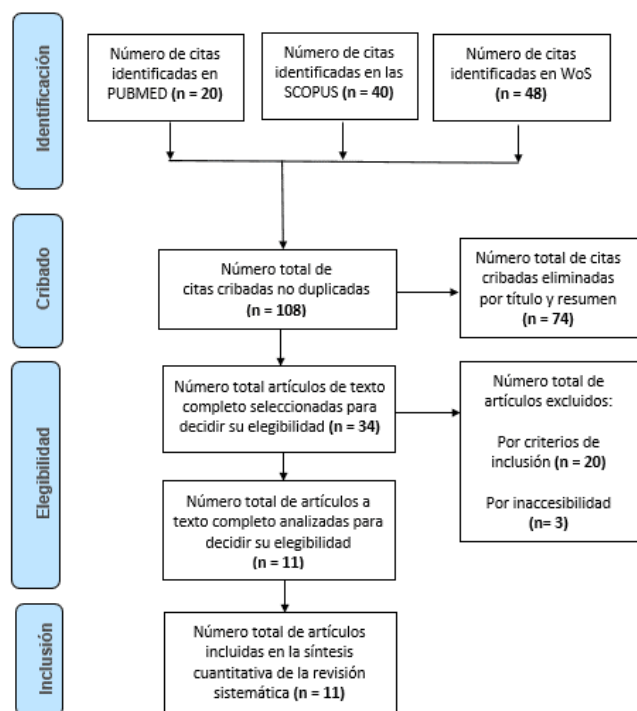 Identificación
Número de citas
identificadas en
PUBMED (n = 20)
Número de citas
identificadas en las
SCOPUS (n = 40)
Número de citas
identificadas en WoS
(n = 48)
Cribado
Número total de
citas cribadas no duplicadas
(n = 108)
Número total de citas
cribadas eliminadas
por título y resumen
(n = 74)
Elegibilidad
Número total artículos de texto
completo seleccionadas para
decidir su elegibilidad (n = 34)
Número total de
artículos excluidos:
Por criterios de
inclusión (n = 20)
Por inaccesibilidad
(n= 3)
Número total de artículos a
texto completo analizadas para
decidir su elegibilidad
(n = 11)
Inclusión
Número total de artículos
incluidas en la síntesis
cuantitativa de la revisión
sistemática (n = 11)